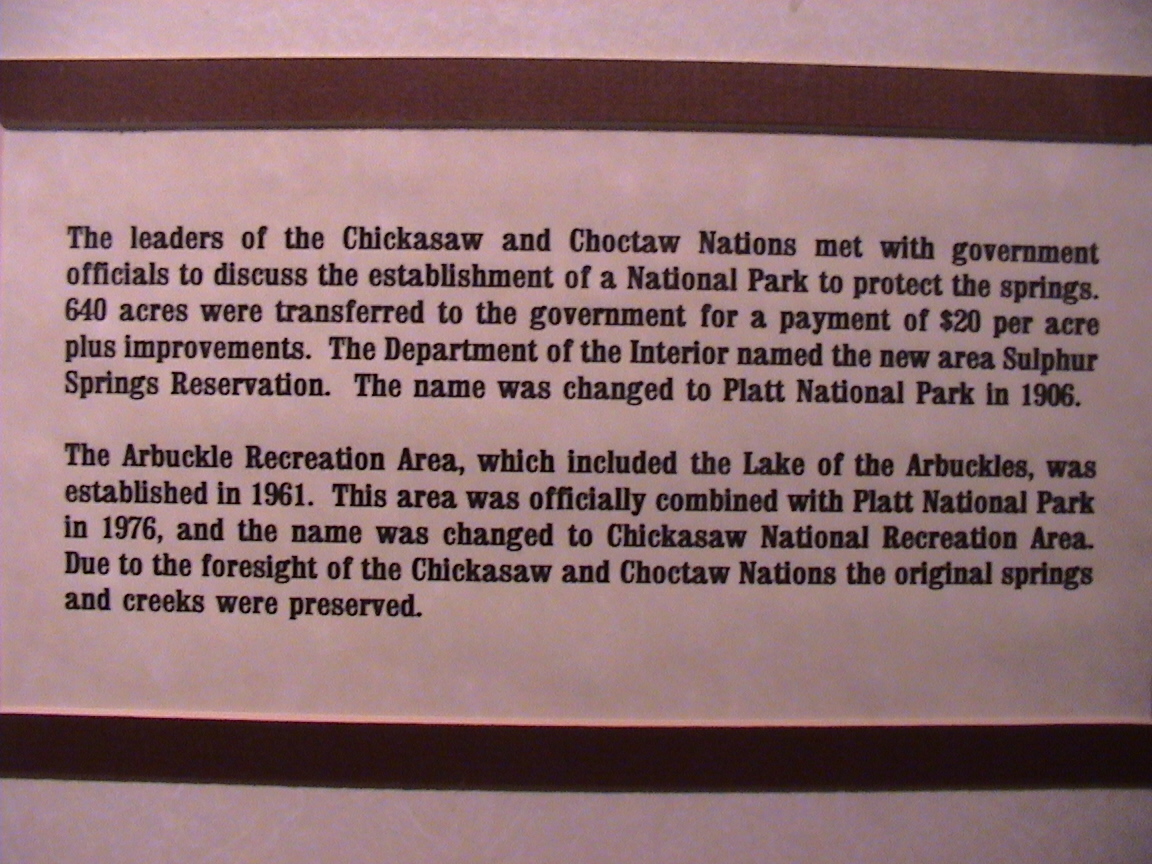 The leaders of the Chickasaw and Choctaw Nations met with government
officials to discuss the establishment of a National Park to protect the springs.
640 acres were transferred to the government for a payment of $20 per acre
plus improvements. The Department of the Interior named the new area Sulphur
Springs Reservation. The name was changed to Platt National Park in 1906.
The Arbuckle Recreation Area, which included the Lake of the Arbuckles, was
established in 1961. This area was officially combined with Platt National Park
in 1976, and the name was changed to Chickasaw National Recreation Area.
Due to the foresight of the Chickasaw and Choctaw Nations the original springs
and creeks were preserved.